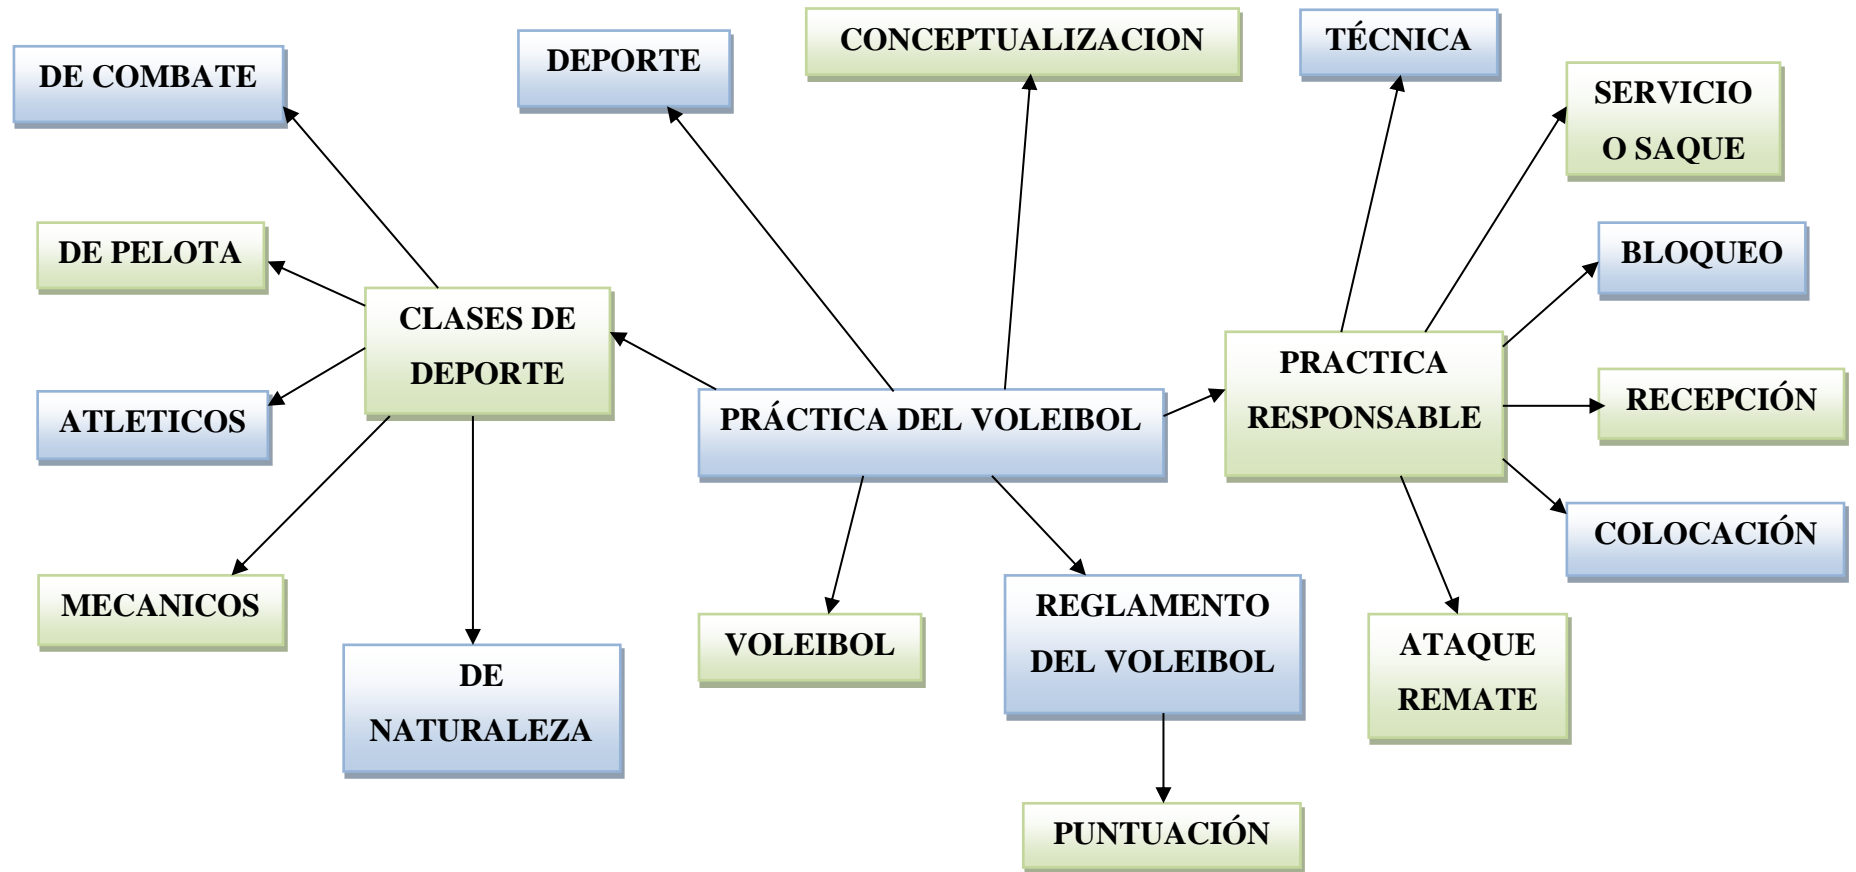 DE COMBATE
DEPORTE
CONCEPTUALIZACION
TÉCNICA
SERVICIO
O SAQUE
DE PELOTA
BLOQUEO
CLASES DE
DEPORTE
PRACTICA
RESPONSABLE
RECEPCIÓN
ATLETICOS
PRÁCTICA DEL VOLEIBOL
COLOCACIÓN
MECANICOS
DE
NATURALEZA
VOLEIBOL
REGLAMENTO
DEL VOLEIBOL
ATAQUE
REMATE
PUNTUACIÓN